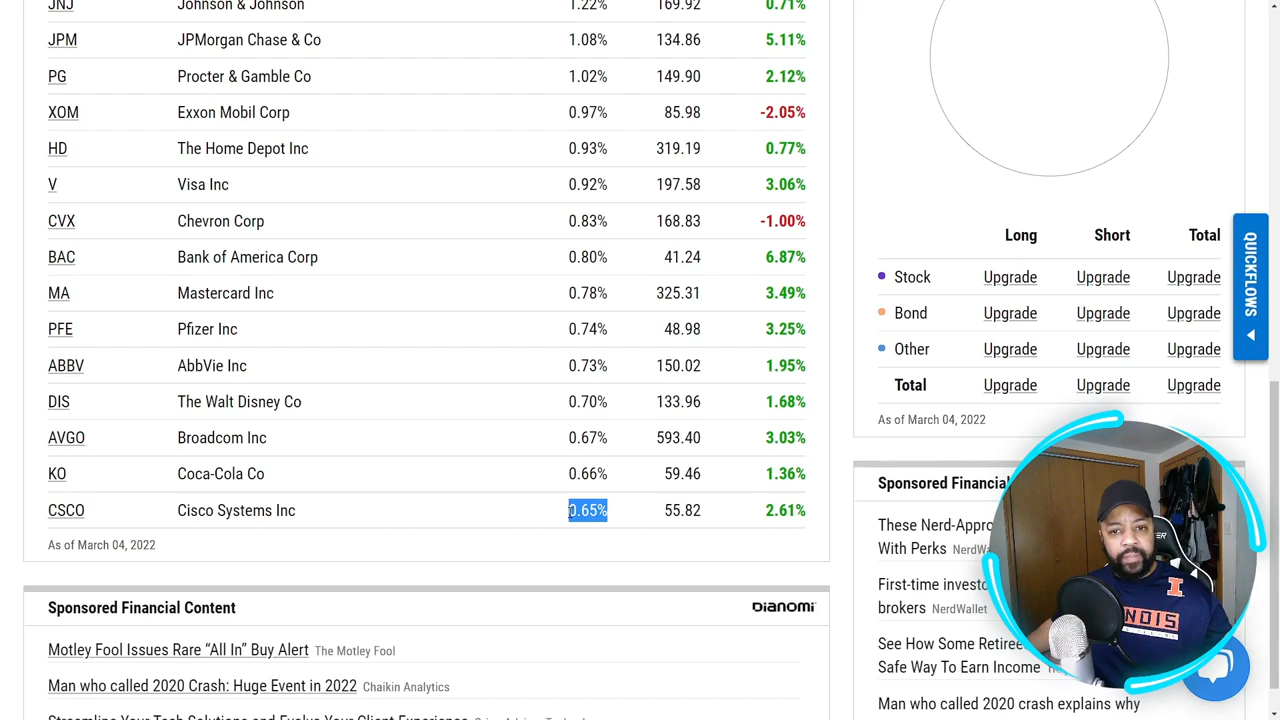 JNJ Johnson & Johnson 1.22% 169.92 0.71%
JPM JPMorgan Chase & Co 1.08% 134.86 5.11%
PG Procter & Gamble Co 1.02% 149.90 2.12%
XOM Exxon Mobil Corp 0.97% 85.98 -2.05%
HD The Home Depot Inc 0.93% 319.19 0.77%
V Visa Inc 0.92% 197.58 3.06%
CVX Chevron Corp 0.83% 168.83 -1.00%
BAC Bank of America Corp 0.80% 41.24 6.87%
MA Mastercard Inc 0.78% 325.31 3.49%
PFE Pfizer Inc 0.74% 48.98 3.25%
ABBV AbbVie Inc 0.73% 150.02 1.95%
DIS The Walt Disney Co 0.70% 133.96 1.68%
AVGO Broadcom Inc 0.67% 593.40 3.03%
KO Coca-Cola Co 0.66% 59.46 1.36%
CSCO Cisco Systems Inc 0.65% 55.82 2.61%
As of March 04, 2022
Sponsored Financial Content DIANOMI
Motley Fool Issues Rare “All In” Buy Alert The Motley Fool
Man who called 2020 Crash: Huge Event in 2022 Chaikin Analytics
Long Short Total
Stock Upgrade Upgrade Upgrade
Bond Upgrade Upgrade Upgrade
Other Upgrade Upgrade Upgrade
Total Upgrade Upgrade Upgrade
As of March 04, 2022
QUICKFLOWS
Sponsored Financial
These Nerd-Appro
With Perks NerdWa
First-time investo
brokers NerdWallet
See How Some Retiree
Safe Way To Earn Income
Man who called 2020 crash explains why
I